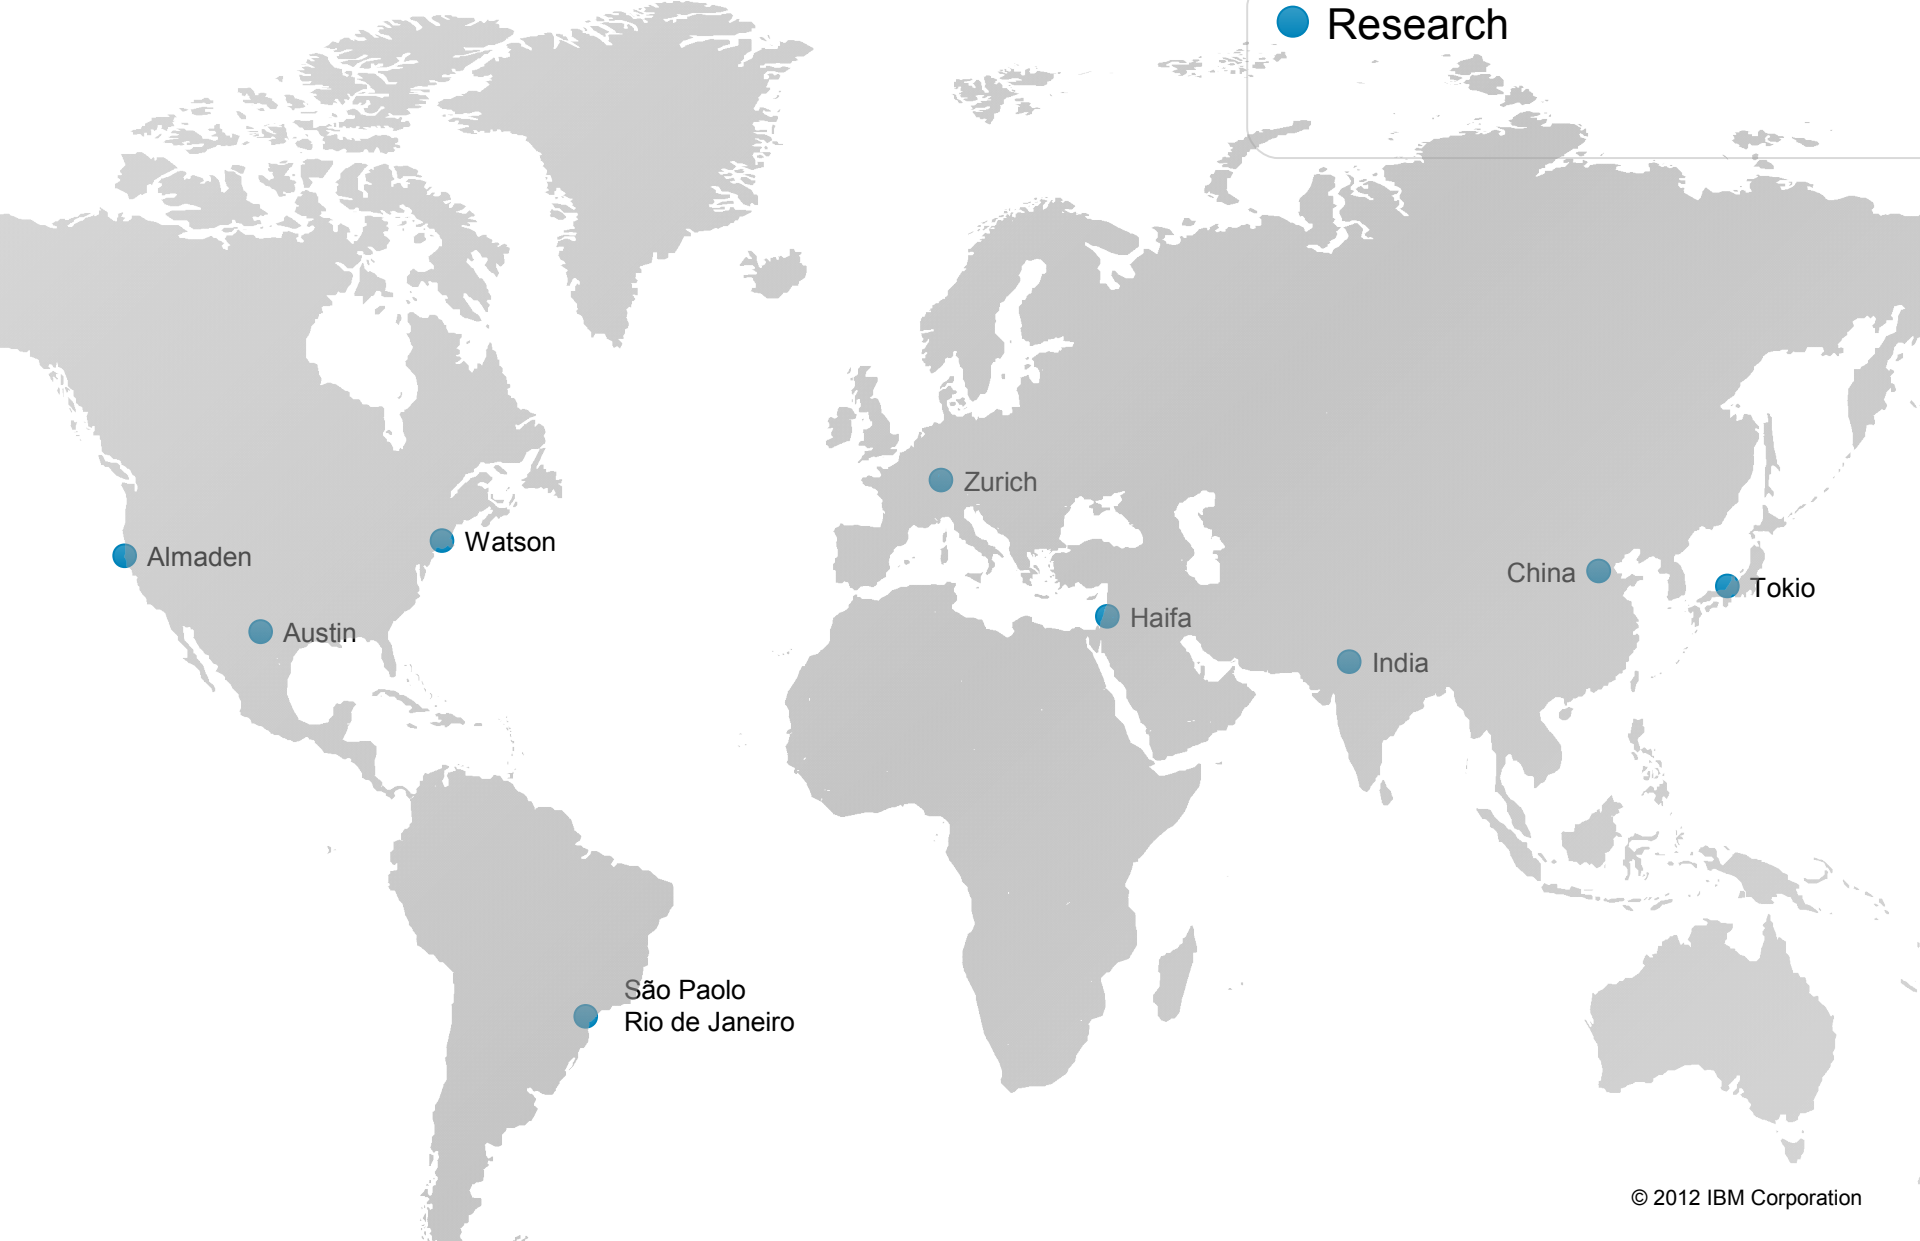 Research
Zurich
Watson
Almaden
China
Tokio
Haifa
Austin
India
São Paolo
Rio de Janeiro
© 2012 IBM Corporation